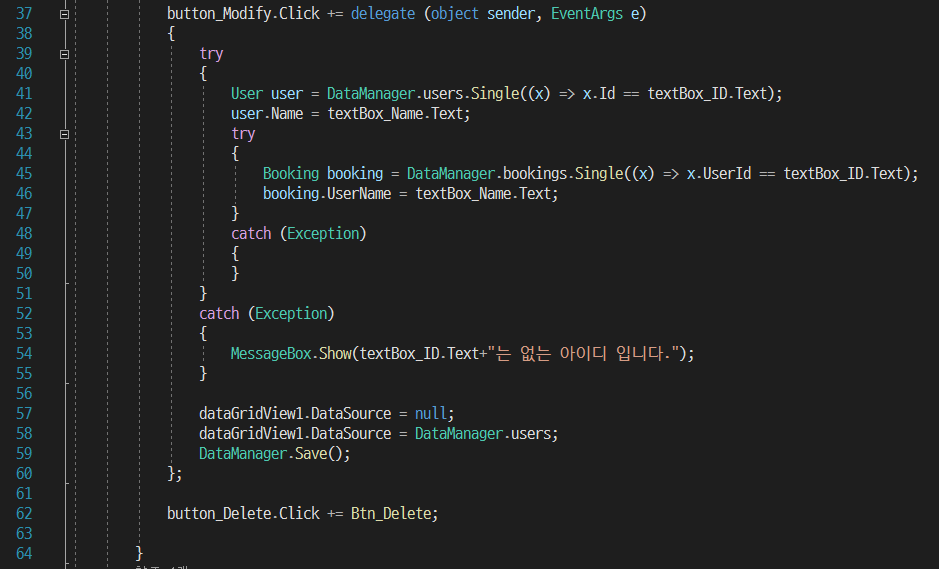 37 button_Modify.Click += delegate (object sender, EventArgs e)
38 {
39 try
40 {
41 User user = DataManager.users.Single((x) => x.Id == textBox_ID.Text);
42 user.Name = textBox_Name.Text;
43 try
44 {
45 Booking booking = DataManager.bookings.Single((x) => x.UserId == textBox_ID.Text);
46 booking.UserName = textBox_Name.Text;
47 }
48 catch (Exception)
49 {
50 }
51 }
52 catch (Exception)
53 {
54 MessageBox.Show(textBox_ID.Text+"는 없는 아이디 입니다.");
55 }
56
57 dataGridView1.DataSource = null;
58 dataGridView1.DataSource = DataManager.users;
59 DataManager.Save();
60 };
61
62 button_Delete.Click += Btn_Delete;
63
64 }